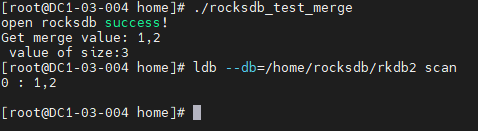 [root@DC1-03-004 home]# ./rocksdb_test_merge
open rocksdb success!
Get merge value: 1,2
 value of size:3
[root@DC1-03-004 home]# ldb --db=/home/rocksdb/rkdb2 scan
0 : 1,2
[root@DC1-03-004 home]#